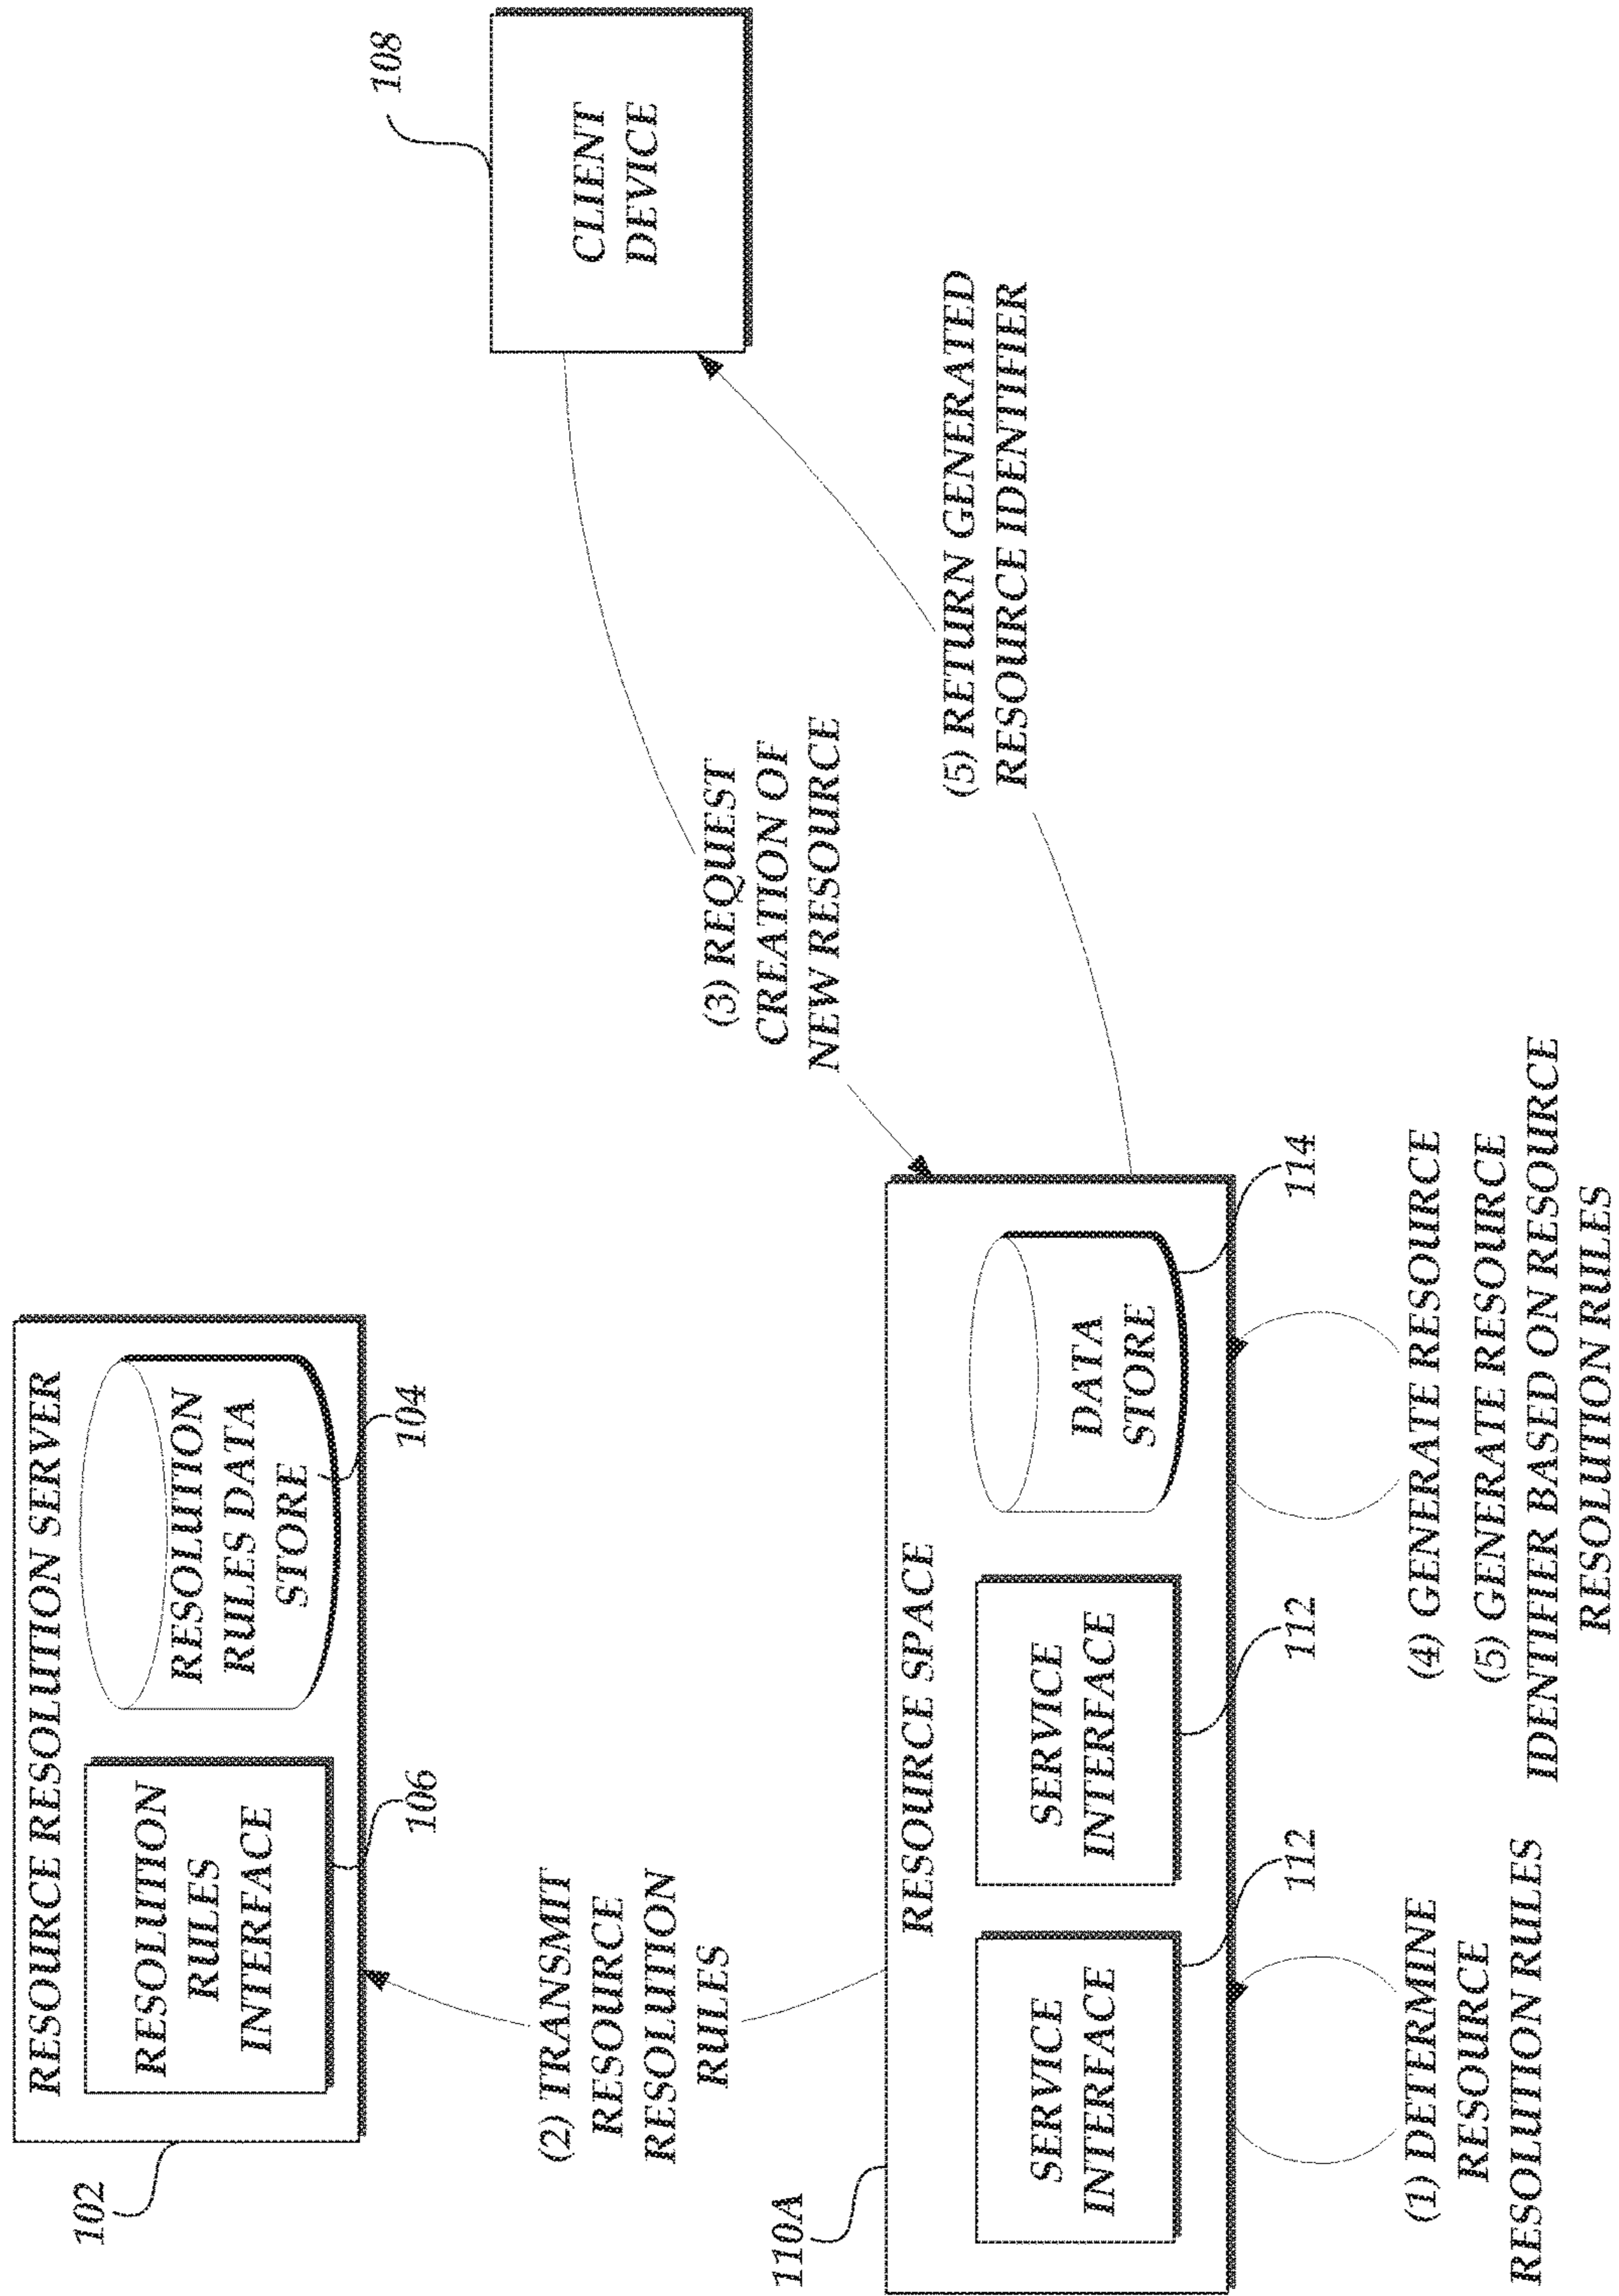 RESOURCE RESOLUTION SERVER
RESOLUTION
RULES
INTERFACE
RESOLUTION
RULES DATA
STORE
102
106
104
(2) TRANSMIT
RESOURCE
RESOLUTION
RULES
(3) REQUEST
CREATION OF
NEW RESOURCE
108
CLIENT
DEVICE
(5) RETURN GENERATED
RESOURCE IDENTIFIER
110A
RESOURCE SPACE
SERVICE
INTERFACE
SERVICE
INTERFACE
DATA
STORE
112
112
114
(1) DETERMINE
RESOURCE
RESOLUTION RULES
(4) GENERATE RESOURCE
(5) GENERATE RESOURCE
IDENTIFIER BASED ON RESOURCE
RESOLUTION RULES